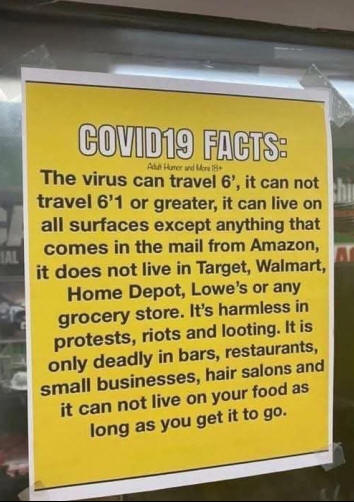 COVID19 FACTS:
Adult Humor and More 18+
The virus can travel 6', it can not
travel 6'1 or greater, it can live on
all surfaces except anything that
comes in the mail from Amazon,
it does not live in Target, Walmart,
Home Depot, Lowe's or any
grocery store. It's harmless in
protests, riots and looting. It is
only deadly in bars, restaurants,
small businesses, hair salons and
it can not live on your food as
long as you get it to go.